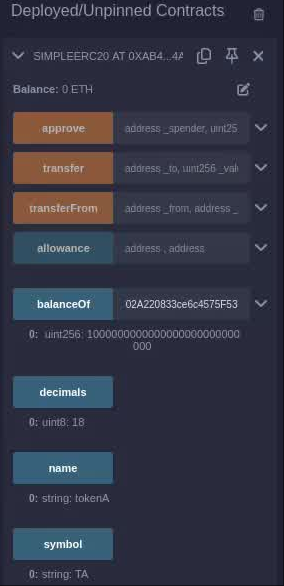 Deployed/Unpinned Contracts
SIMPLEERC20 AT 0XAB4...4A
Balance: 0 ETH
approve address _spender, uint25
transfer address _to, uint256 _val
transferFrom address _from, address _
allowance address , address
balanceOf 02A220833ce6c4575F53
0: uint256: 1000000000000000000000000
000
decimals
0: uint8: 18
name
0: string: tokenA
symbol
0: string: TA